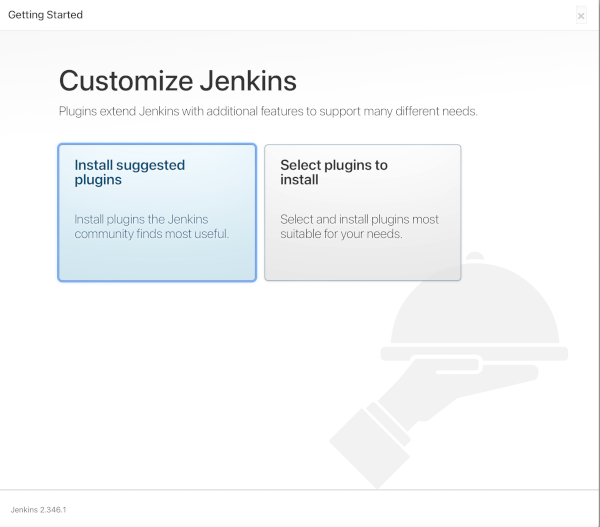 Getting Started
×
Customize Jenkins
Plugins extend Jenkins with additional features to support many different needs.
Install suggested
plugins
Install plugins the Jenkins
community finds most useful.
Select plugins to
install
Select and install plugins most
suitable for your needs.
Jenkins 2.346.1